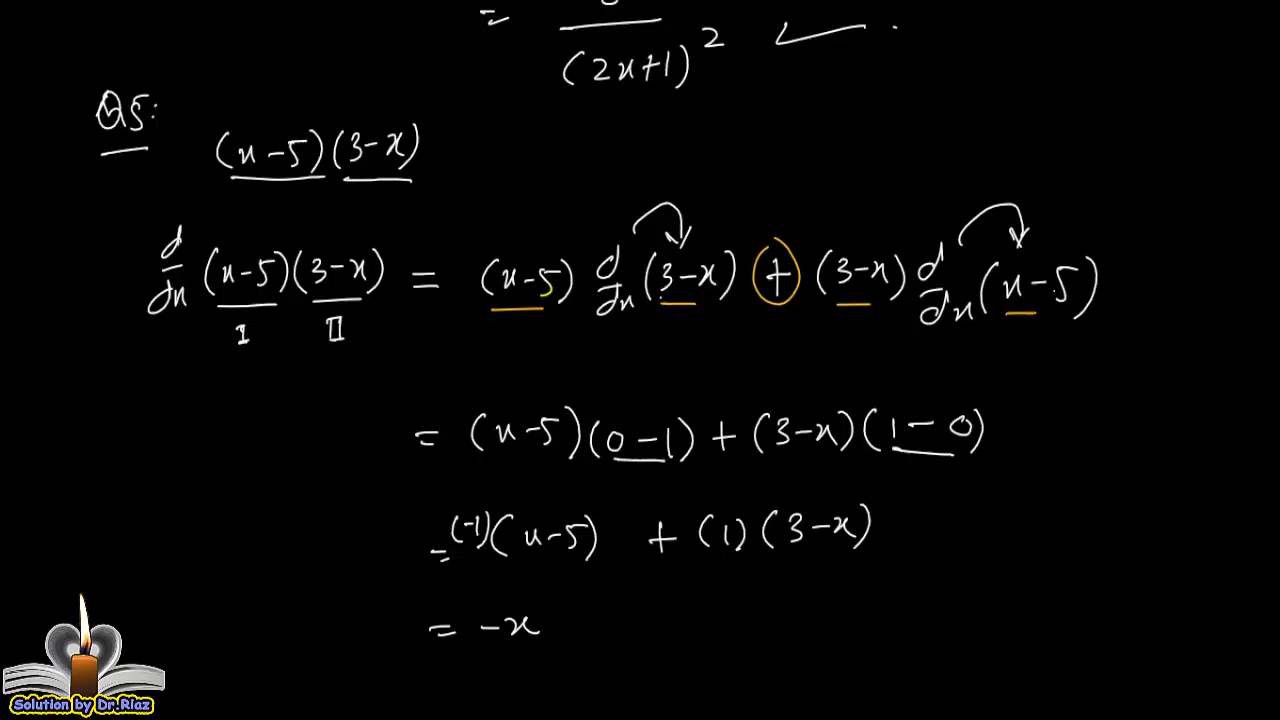 = (2x+1)²
Q5:
(x-5)(3-x)
d/dx (x-5)(3-x) = (x-5) d/dx (3-x) + (3-x) d/dx (x-5)
I II
= (x-5)(0-1) + (3-x)(1-0)
= (-1)(x-5) + (1)(3-x)
= -x
Solution by Dr.Riaz